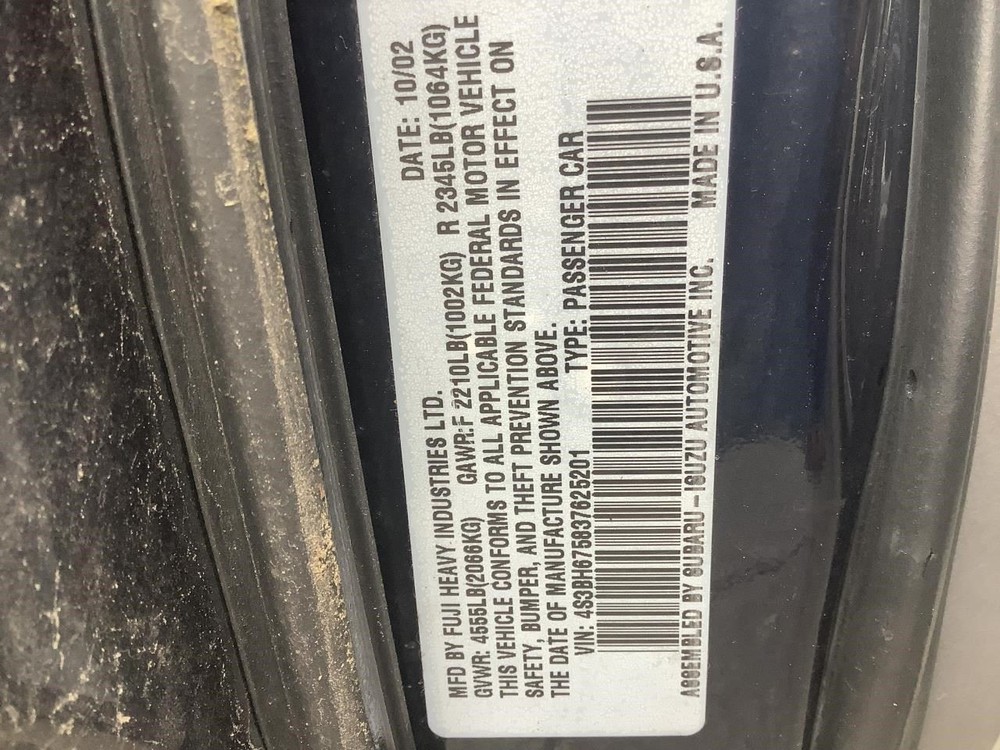 DATE: 10/02
MFD BY FUJI HEAVY INDUSTRIES LTD.
GVWR: 4555LB(2066KG) GAWR:F 2210LB(1002KG) R 2345LB(1064KG)
THIS VEHICLE CONFORMS TO ALL APPLICABLE FEDERAL MOTOR VEHICLE
SAFETY, BUMPER, AND THEFT PREVENTION STANDARDS IN EFFECT ON
THE DATE OF MANUFACTURE SHOWN ABOVE.
VIN: 4S3BH675837625201 TYPE: PASSENGER CAR
ASSEMBLED BY SUBARU-ISUZU AUTOMOTIVE INC. MADE IN U.S.A.